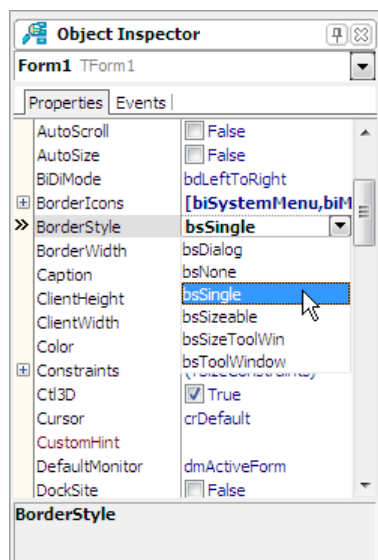 Object Inspector
Form1 TForm1
Properties Events
AutoScroll False
AutoSize False
BiDiMode bdLeftToRight
BorderIcons [biSystemMenu,biM
BorderStyle bsSingle
BorderWidth bsDialog
Caption bsNone
ClientHeight bsSingle
ClientWidth bsSizeable
Color bsSizeToolWin
Constraints bsToolWindow
Ctl3D True
Cursor crDefault
CustomHint
DefaultMonitor dmActiveForm
DockSite False
BorderStyle